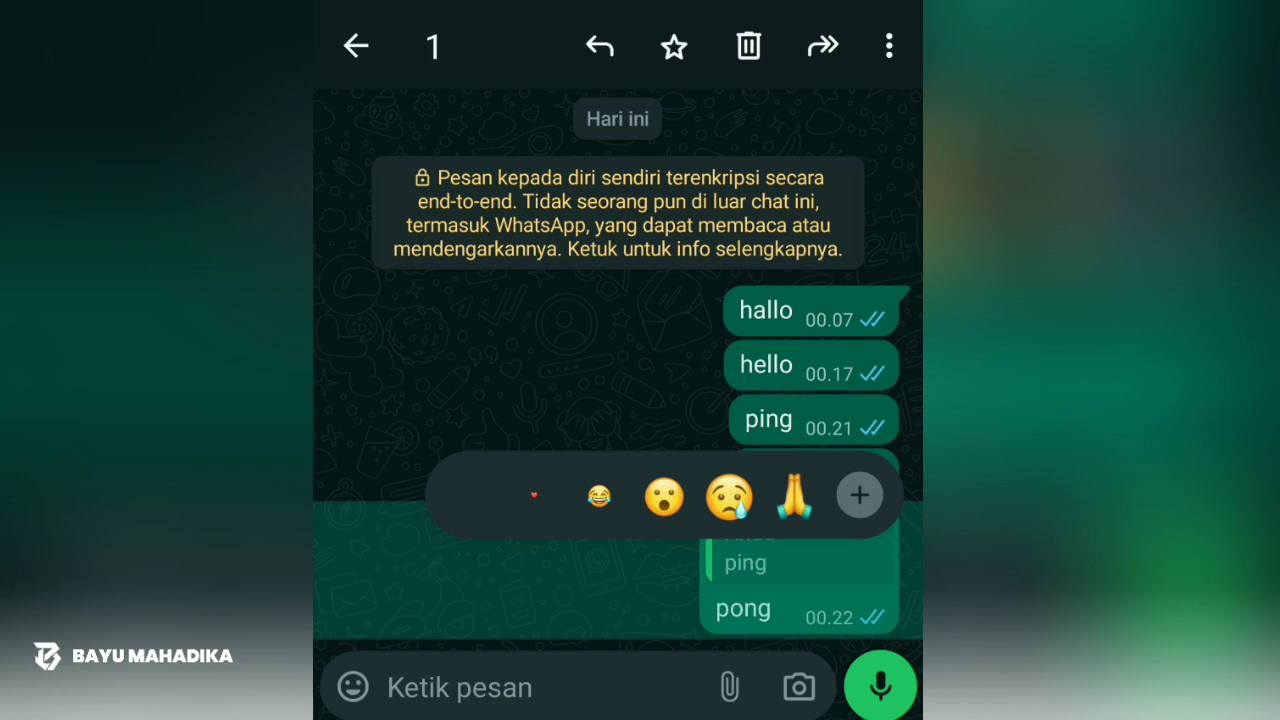 1
Hari ini
Pesan kepada diri sendiri terenkripsi secara
end-to-end. Tidak seorang pun di luar chat ini,
termasuk WhatsApp, yang dapat membaca atau
mendengarkannya. Ketuk untuk info selengkapnya.
hallo 00.07
hello 00.17
ping 00.21
ping
pong 00.22
Ketik pesan
BAYU MAHADIKA